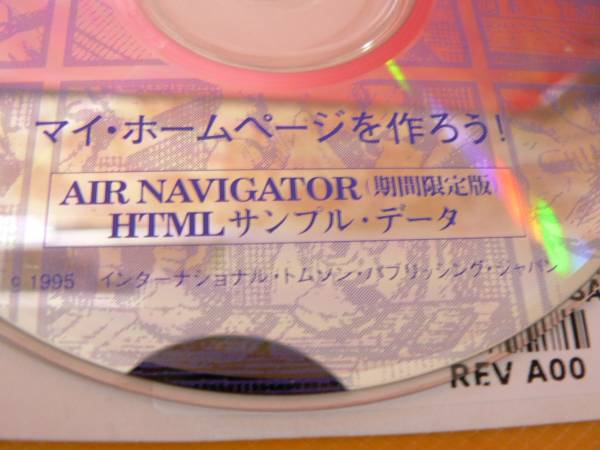 マイ・ホームページを作ろう!
AIR NAVIGATOR(期間限定版)
HTMLサンプル・データ
© 1995 インターナショナル・トムソン・パブリッシング・ジャパン
REV A00